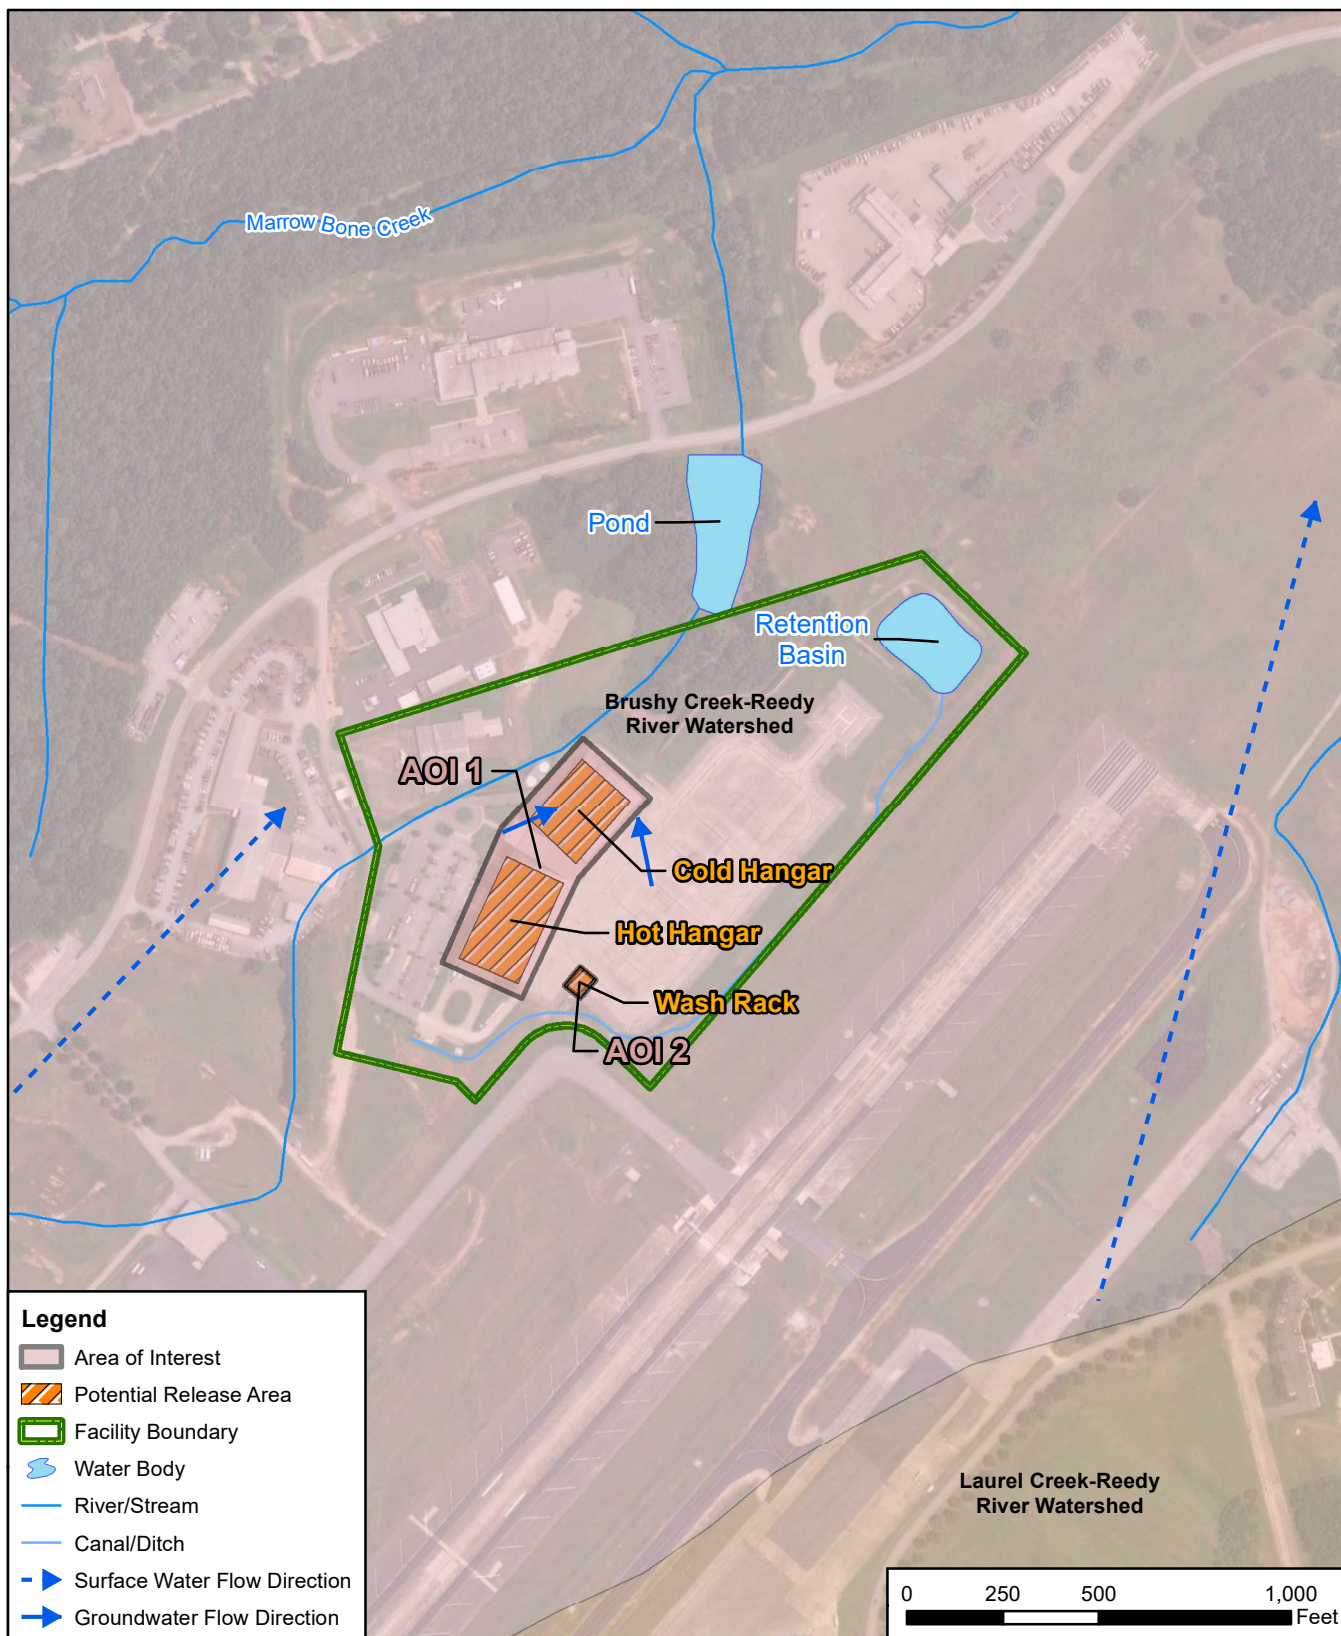 Marrow Bone Creek
Pond
Retention
Basin
Brushy Creek-Reedy
River Watershed
AOI 1
Cold Hangar
Hot Hangar
Wash Rack
AOI 2
Laurel Creek-Reedy
River Watershed
Legend
Area of Interest
Potential Release Area
Facility Boundary
Water Body
River/Stream
Canal/Ditch
Surface Water Flow Direction
Groundwater Flow Direction
0 250 500 1,000
Feet